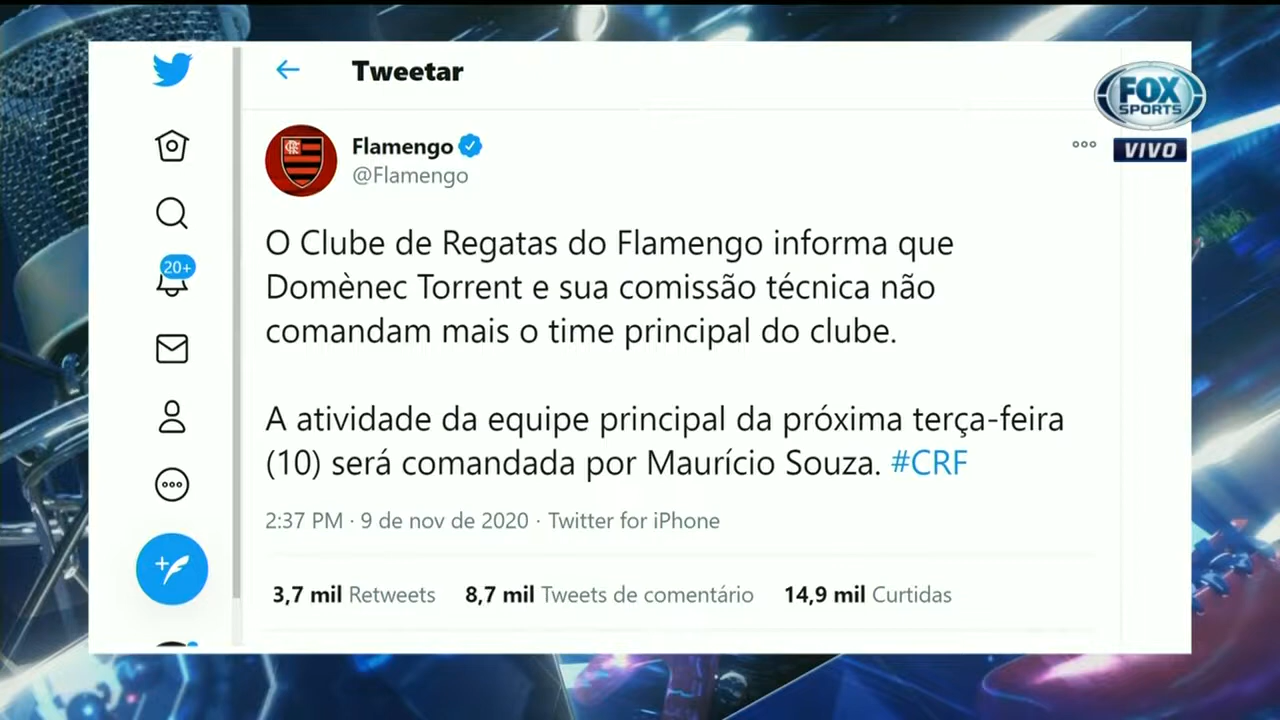 Tweetar
FOX
SPORTS
VIVO
Flamengo
@Flamengo
20+
O Clube de Regatas do Flamengo informa que
Domènec Torrent e sua comissão técnica não
comandam mais o time principal do clube.
A atividade da equipe principal da próxima terça-feira
(10) será comandada por Maurício Souza. #CRF
2:37 PM · 9 de nov de 2020 · Twitter for iPhone
3,7 mil Retweets 8,7 mil Tweets de comentário 14,9 mil Curtidas